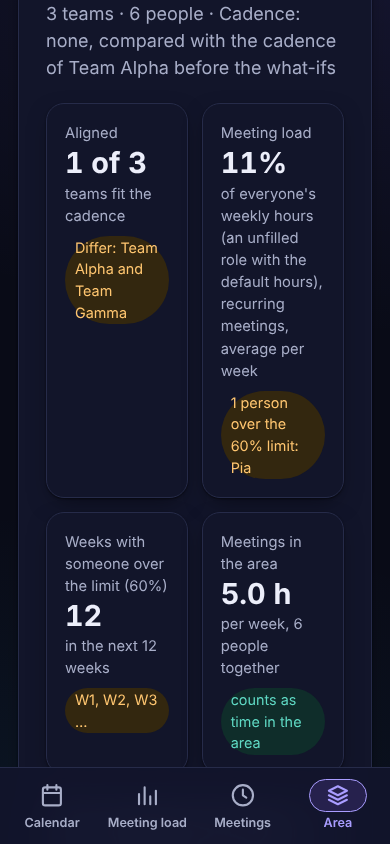 3 teams · 6 people · Cadence:
none, compared with the cadence
of Team Alpha before the what-ifs
Aligned
1 of 3
teams fit the
cadence
Differ: Team
Alpha and
Team
Gamma
Meeting load
11%
of everyone's
weekly hours
(an unfilled
role with the
default hours),
recurring
meetings,
average per
week
1 person
over the
60% limit:
Pia
Weeks with
someone over
the limit (60%)
12
in the next 12
weeks
W1, W2, W3
...
Meetings in
the area
5.0 h
per week, 6
people
together
counts as
time in the
area
Calendar
Meeting load
Meetings
Area